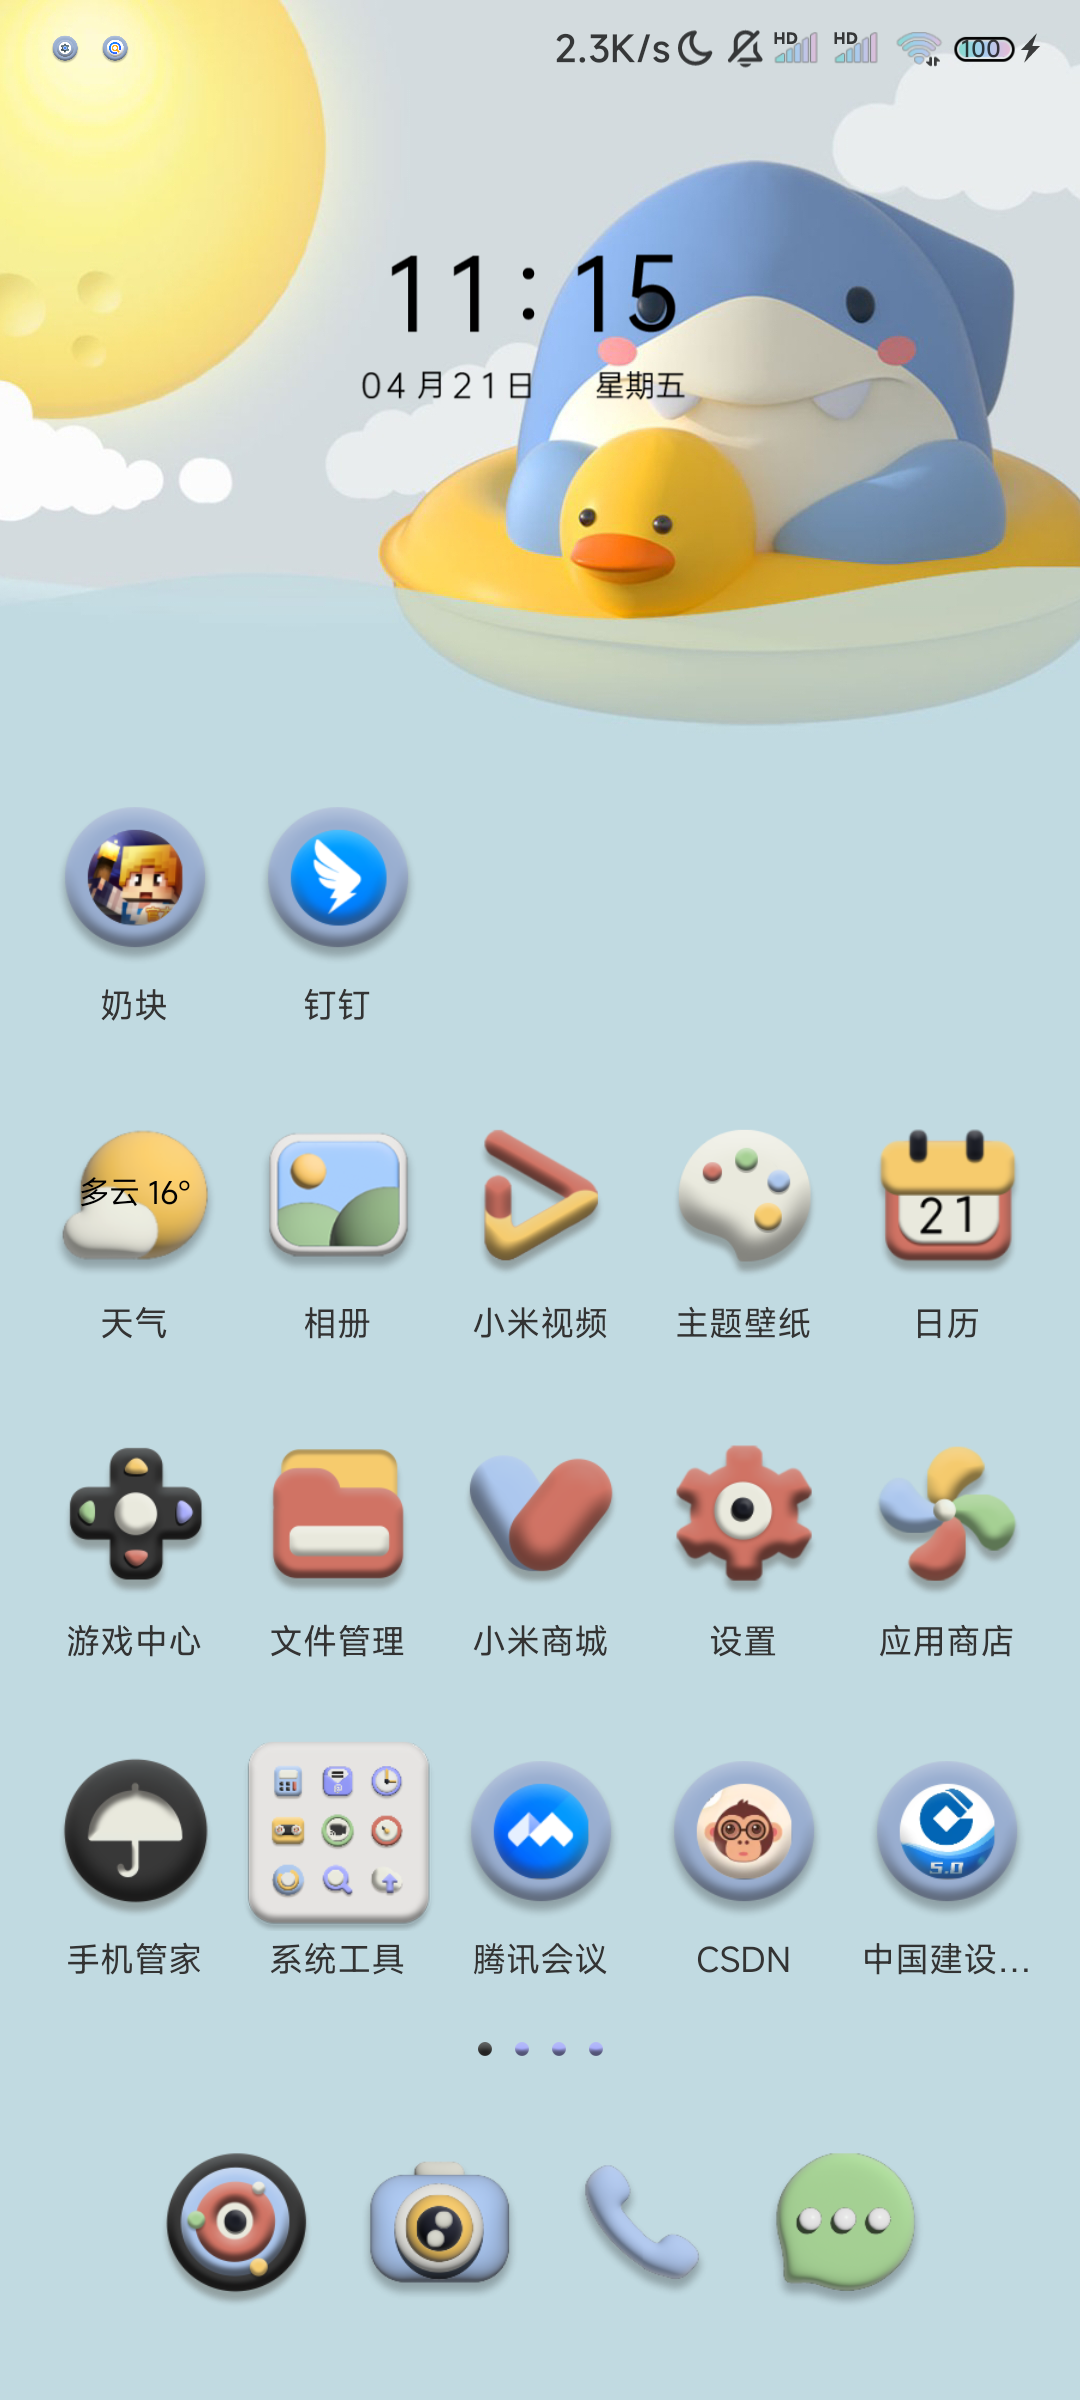 2.3K/s HD HD 100
11:15
04月21日 星期五
奶块 钉钉
多云 16°
21
天气 相册 小米视频 主题壁纸 日历
游戏中心 文件管理 小米商城 设置 应用商店
5.0
手机管家 系统工具 腾讯会议 CSDN 中国建设...